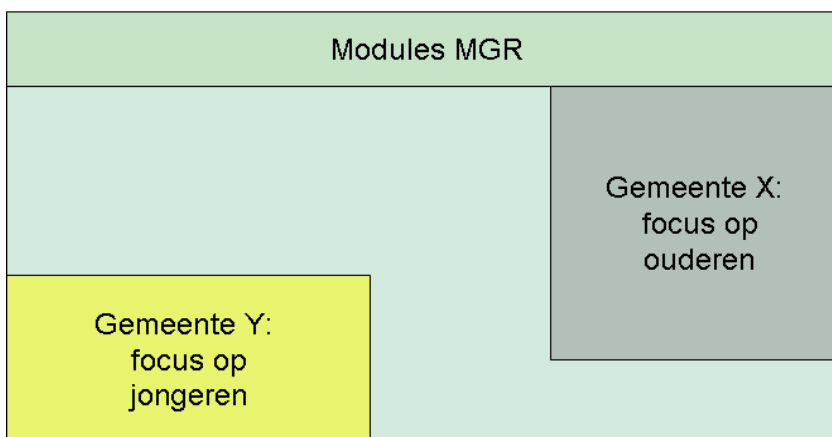 Modules MGR
Gemeente X:
focus op
ouderen
Gemeente Y:
focus op
jongeren